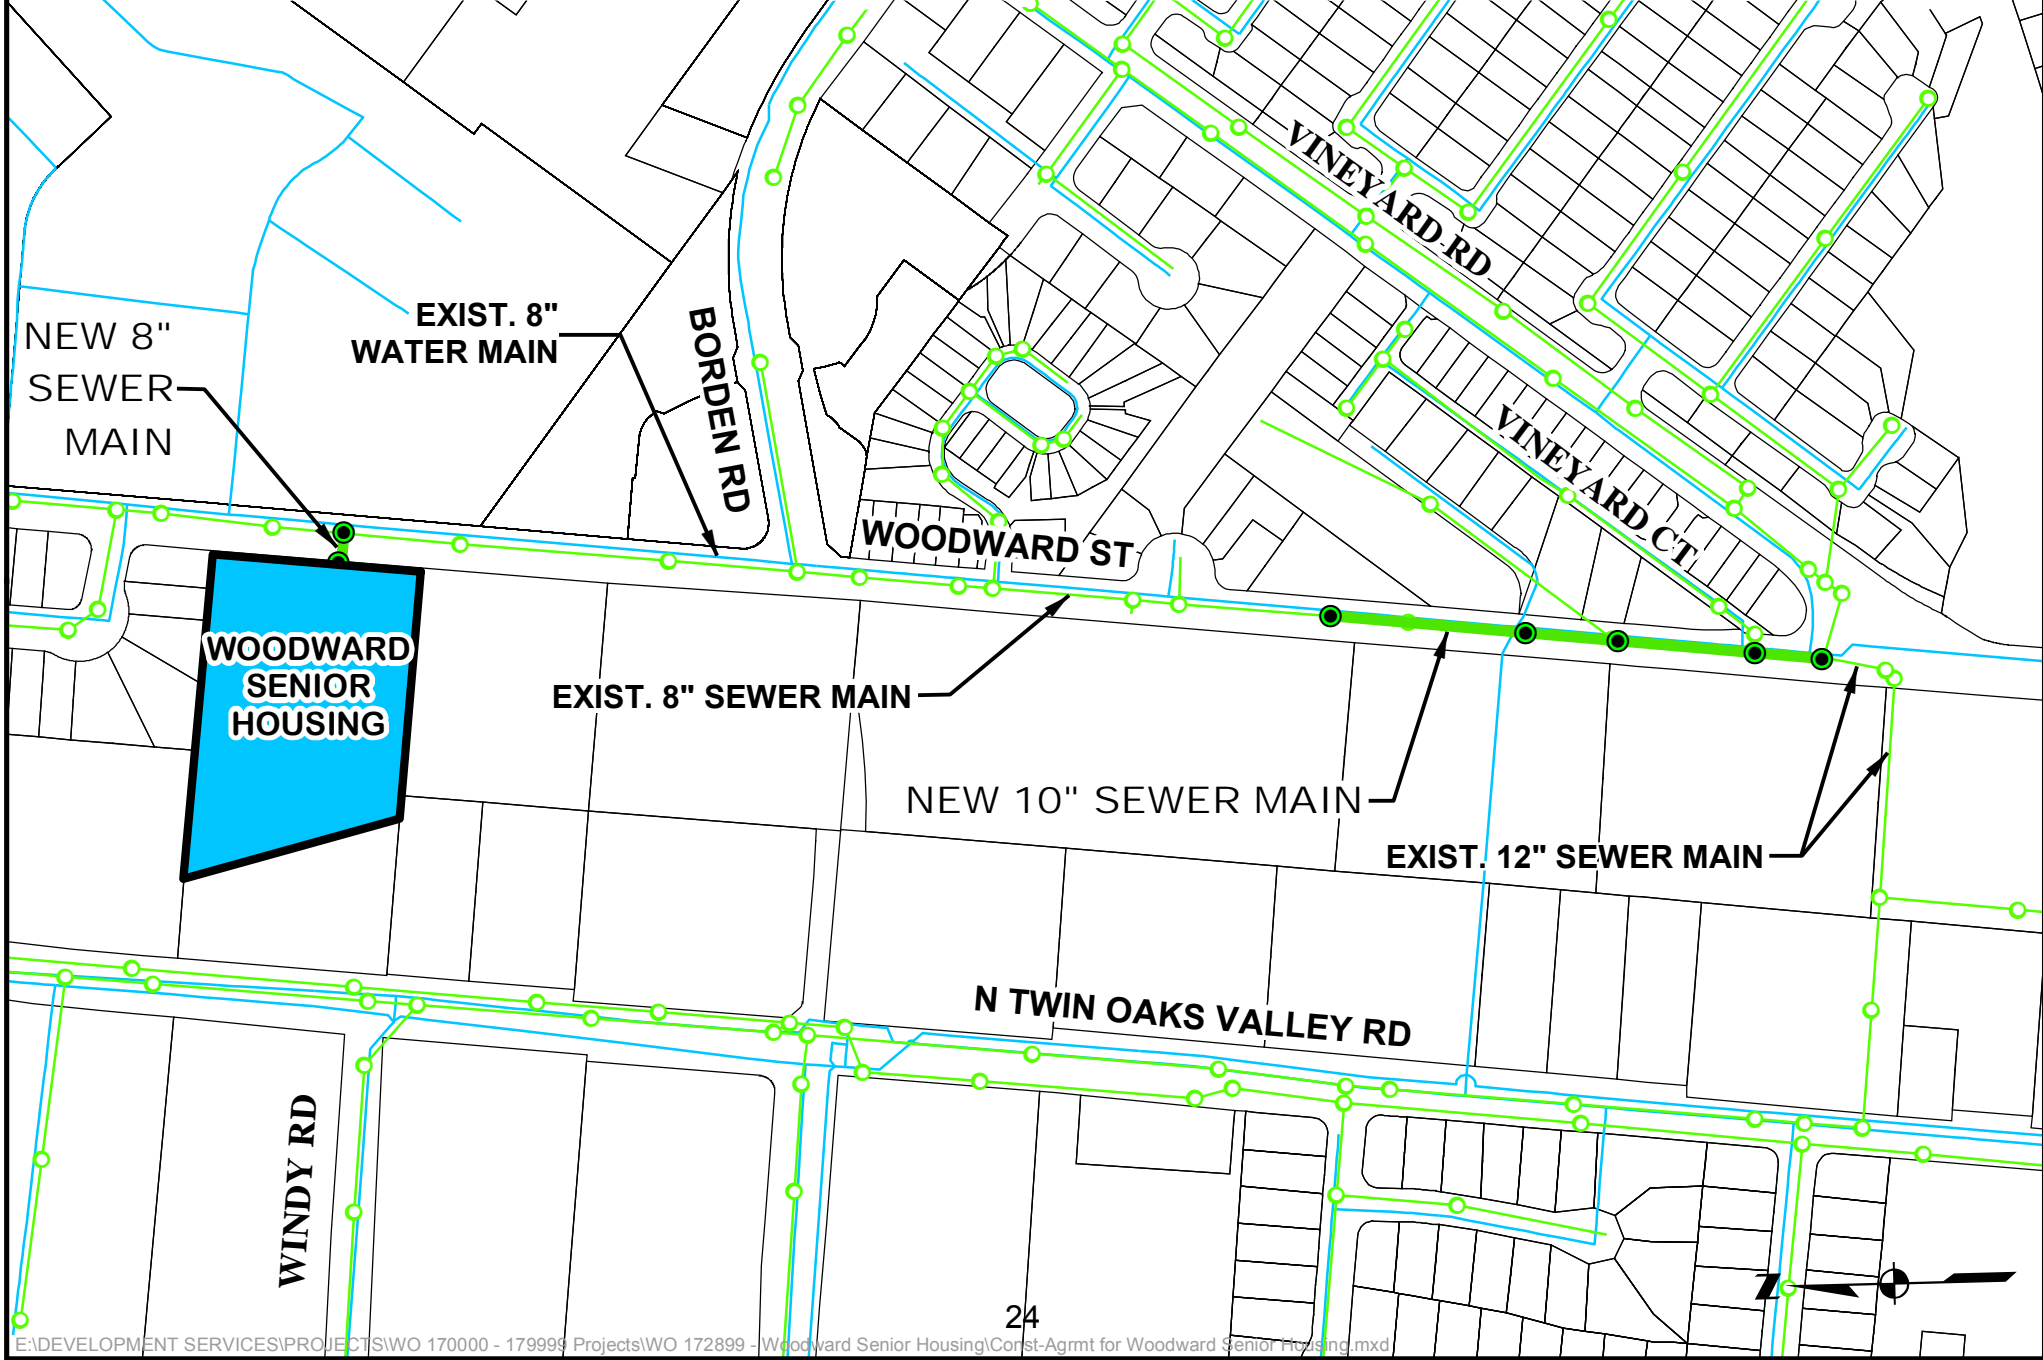 VINEYARD RD
NEW 8"
SEWER
MAIN
EXIST. 8"
WATER MAIN
BORDEN RD
VINEYARD CT
WOODWARD ST
WOODWARD
SENIOR
HOUSING
EXIST. 8" SEWER MAIN
NEW 10" SEWER MAIN
EXIST. 12" SEWER MAIN
N TWIN OAKS VALLEY RD
WINDY RD
Z
24
E:\DEVELOPMENT SERVICES\PROJECTS\WO 170000 - 179999 Projects\WO 172899 - Woodward Senior Housing\Const-Agrmt for Woodward Senior Housing.mxd